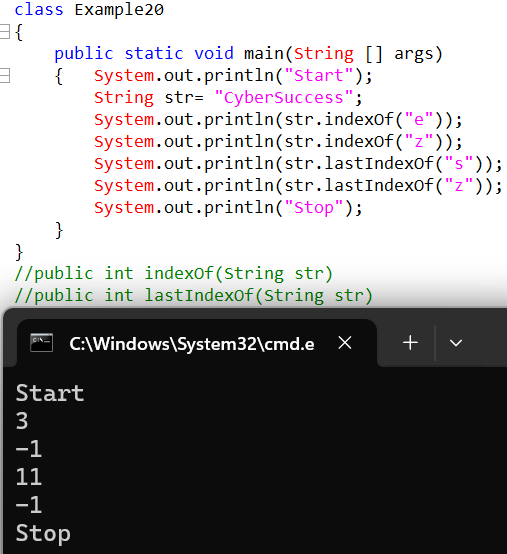 class Example20
{
public static void main(String [] args)
{ System.out.println("Start");
String str= "CyberSuccess";
System.out.println(str.indexOf("e"));
System.out.println(str.indexOf("z"));
System.out.println(str.lastIndexOf("s"));
System.out.println(str.lastIndexOf("z"));
System.out.println("Stop");
}
}
//public int indexOf(String str)
//public int lastIndexOf(String str)
C:\Windows\System32\cmd.e
Start
3
-1
11
-1
Stop